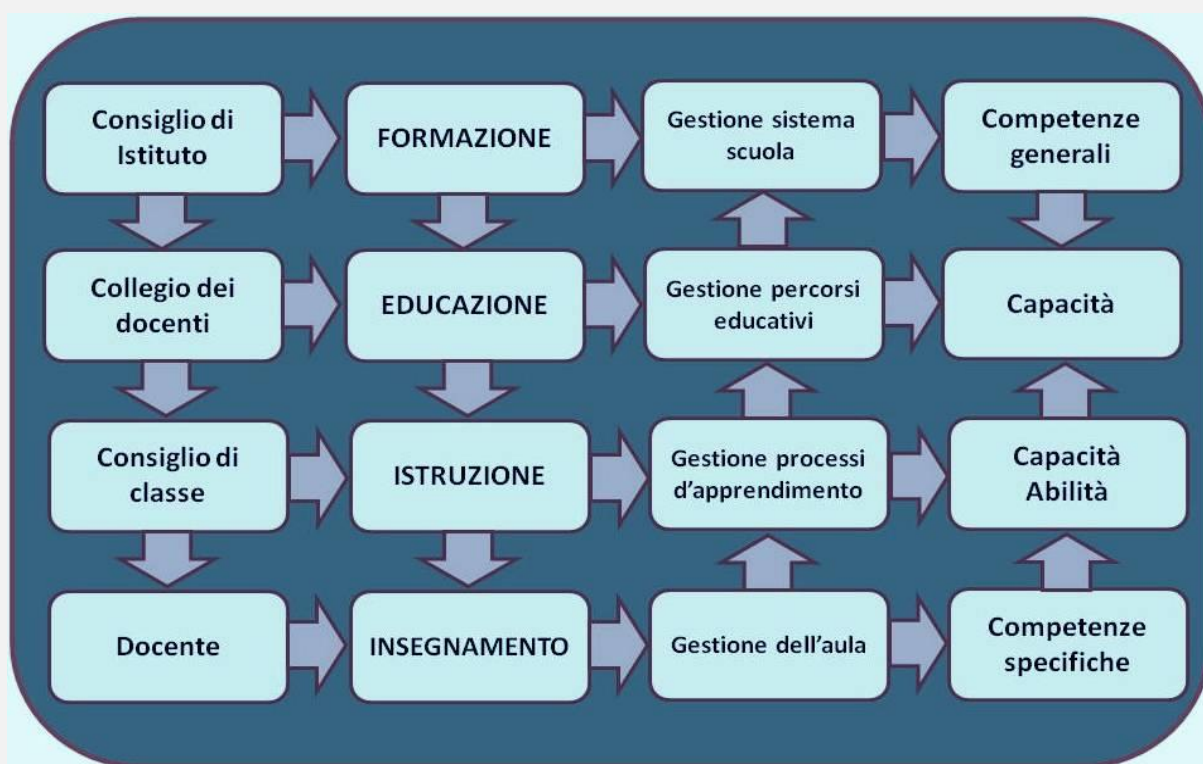 Consiglio di
Istituto
FORMAZIONE
Gestione sistema
scuola
Competenze
generali
Collegio dei
docenti
EDUCAZIONE
Gestione percorsi
educativi
Capacità
Consiglio di
classe
ISTRUZIONE
Gestione processi
d'apprendimento
Capacità
Abilità
Docente
INSEGNAMENTO
Gestione dell'aula
Competenze
specifiche